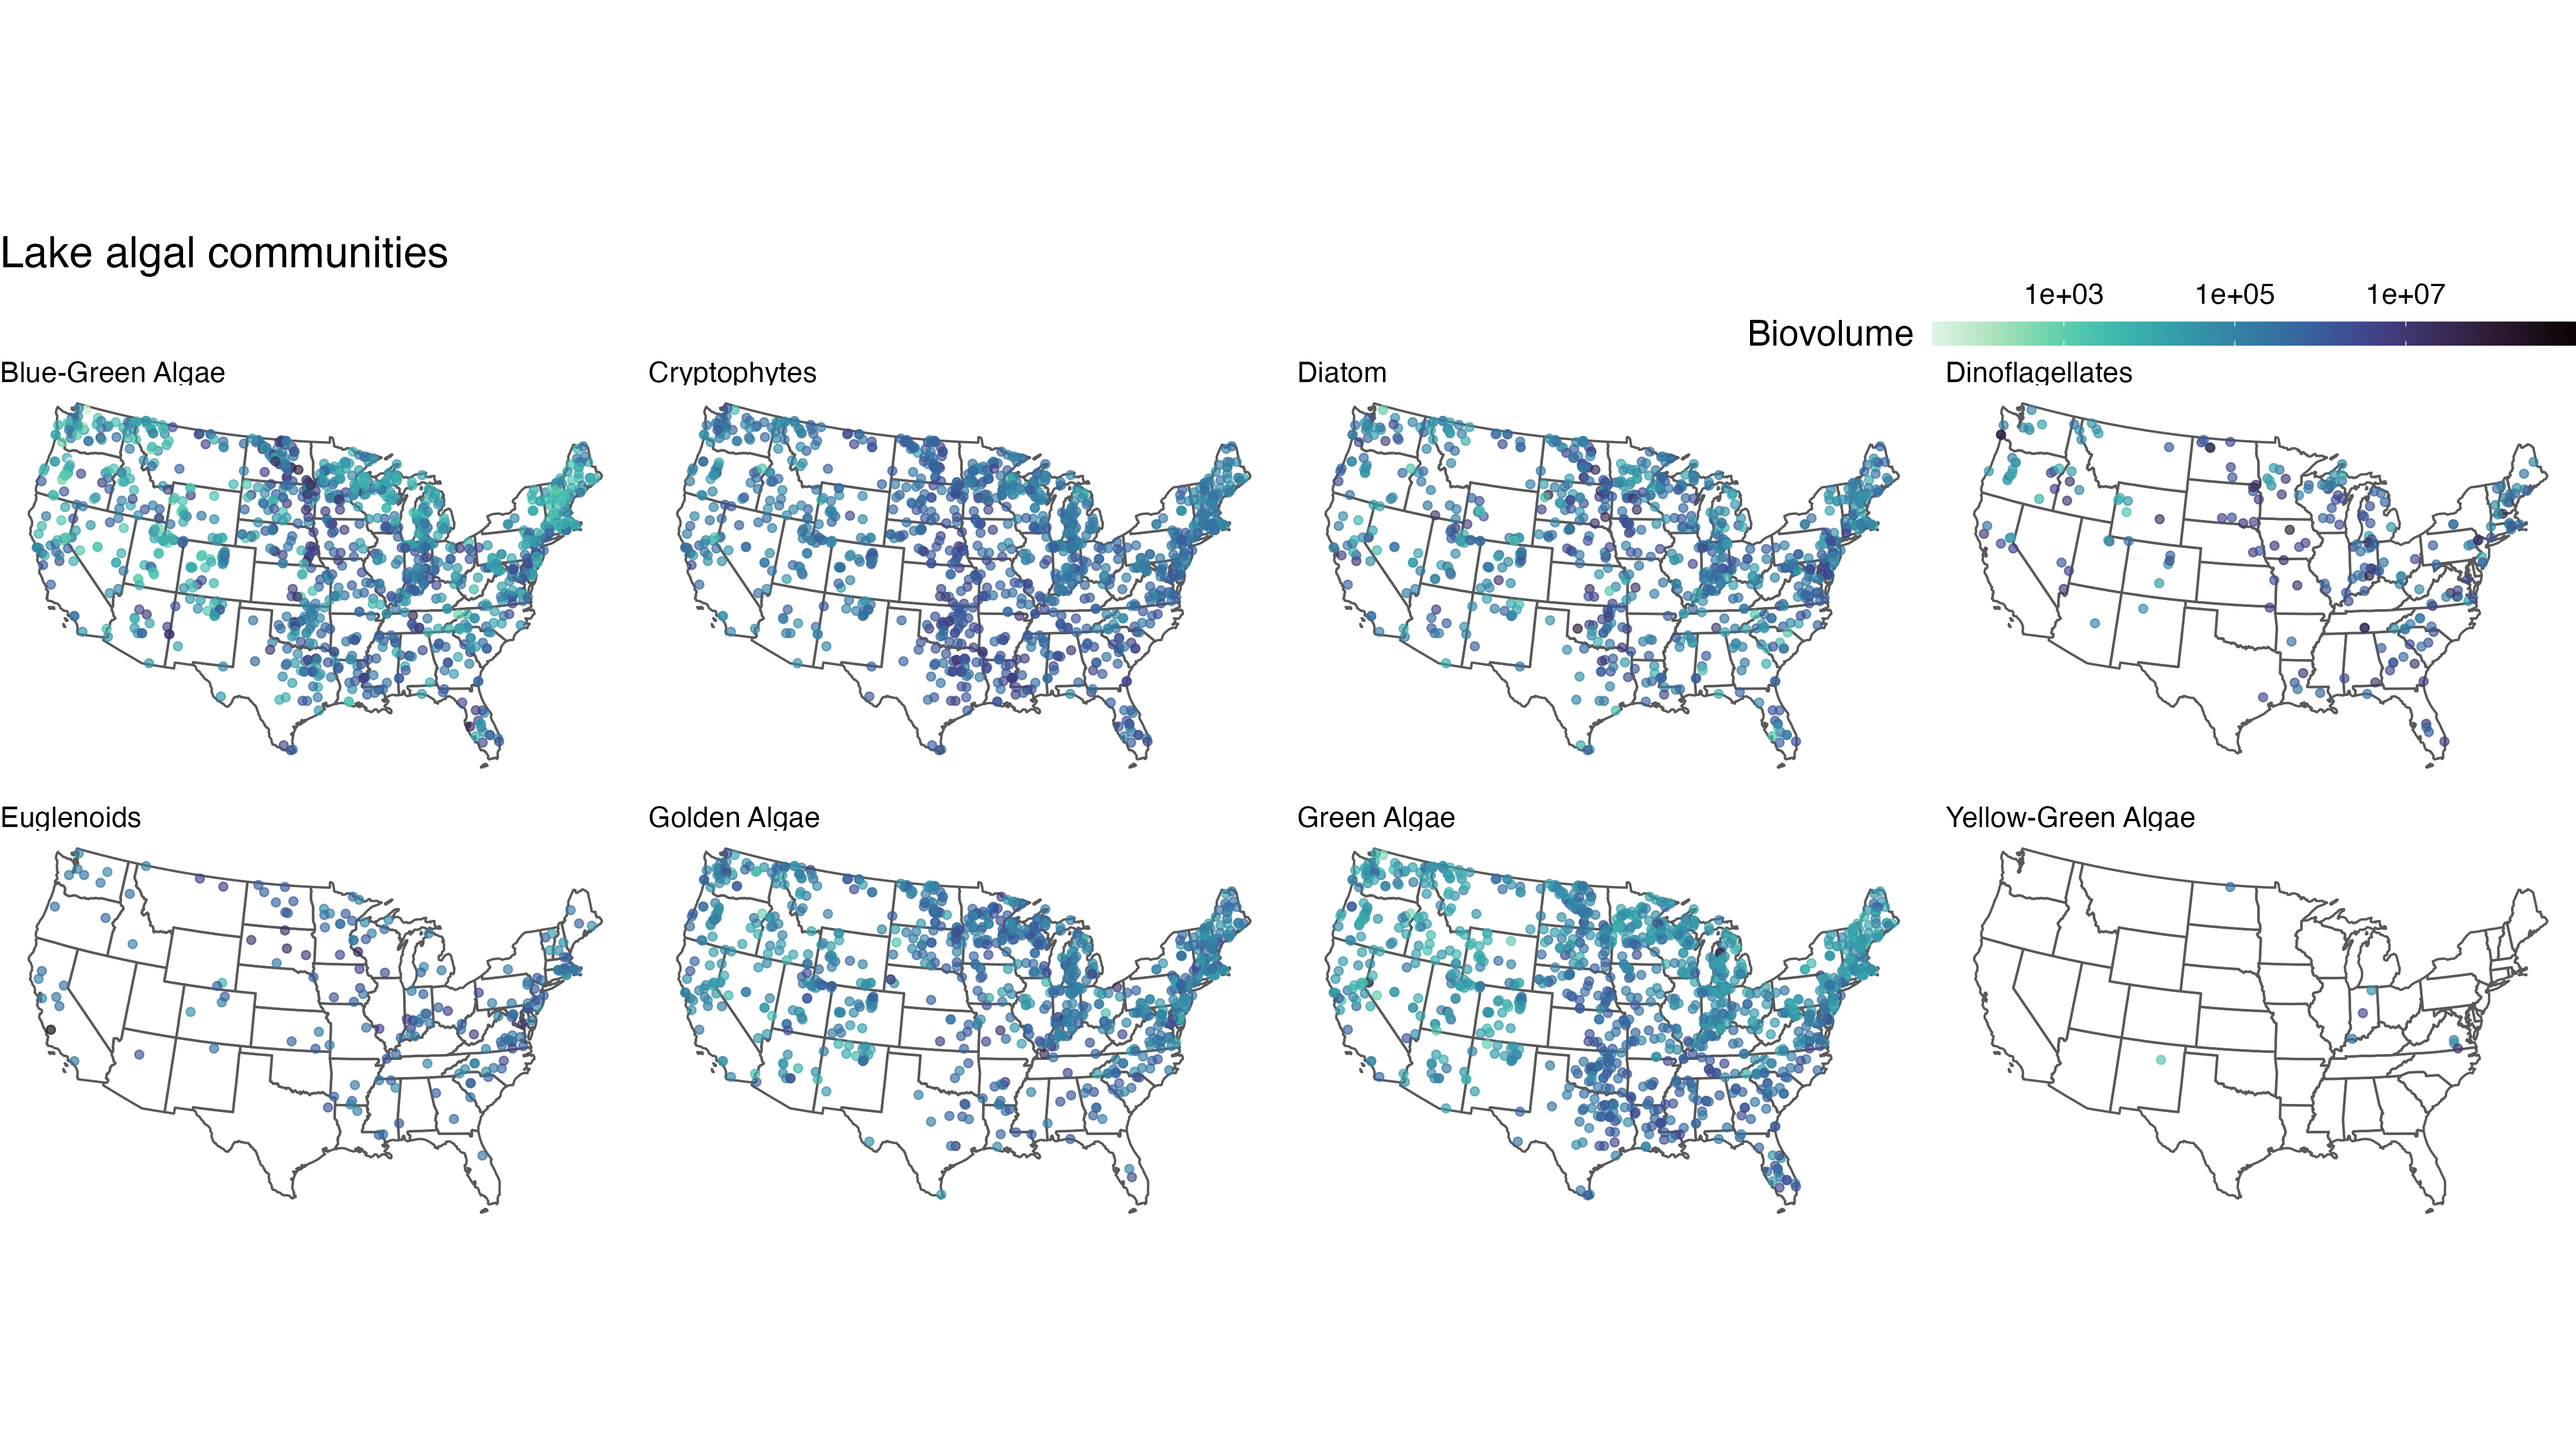 Lake algal communities
1e+03 1e+05 1e+07
Biovolume
Blue-Green Algae
Cryptophytes
Diatom
Dinoflagellates
Euglenoids
Golden Algae
Green Algae
Yellow-Green Algae